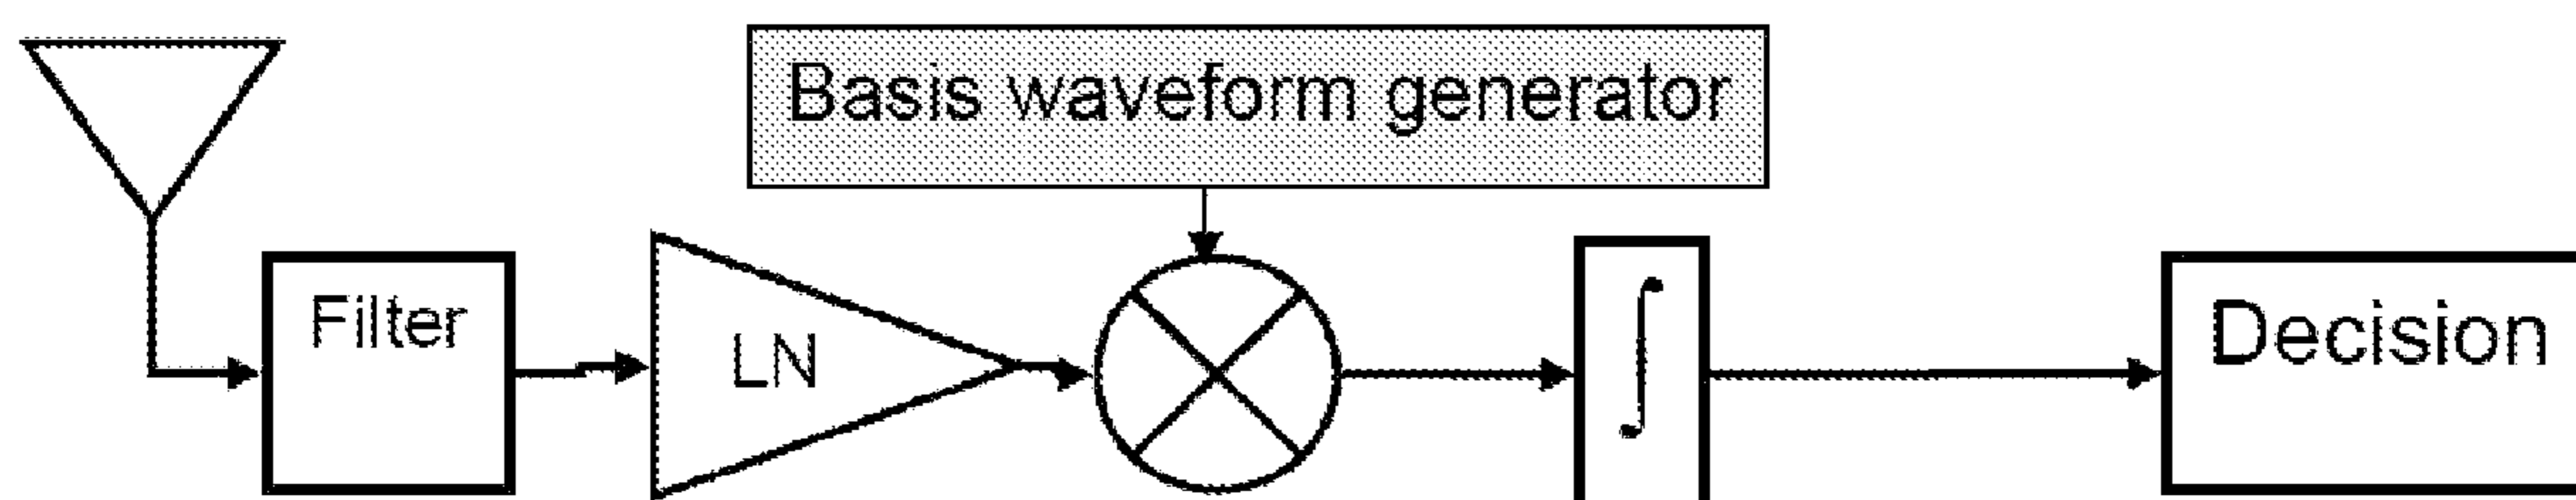 Basis waveform generator
Filter
LN
∫
Decision